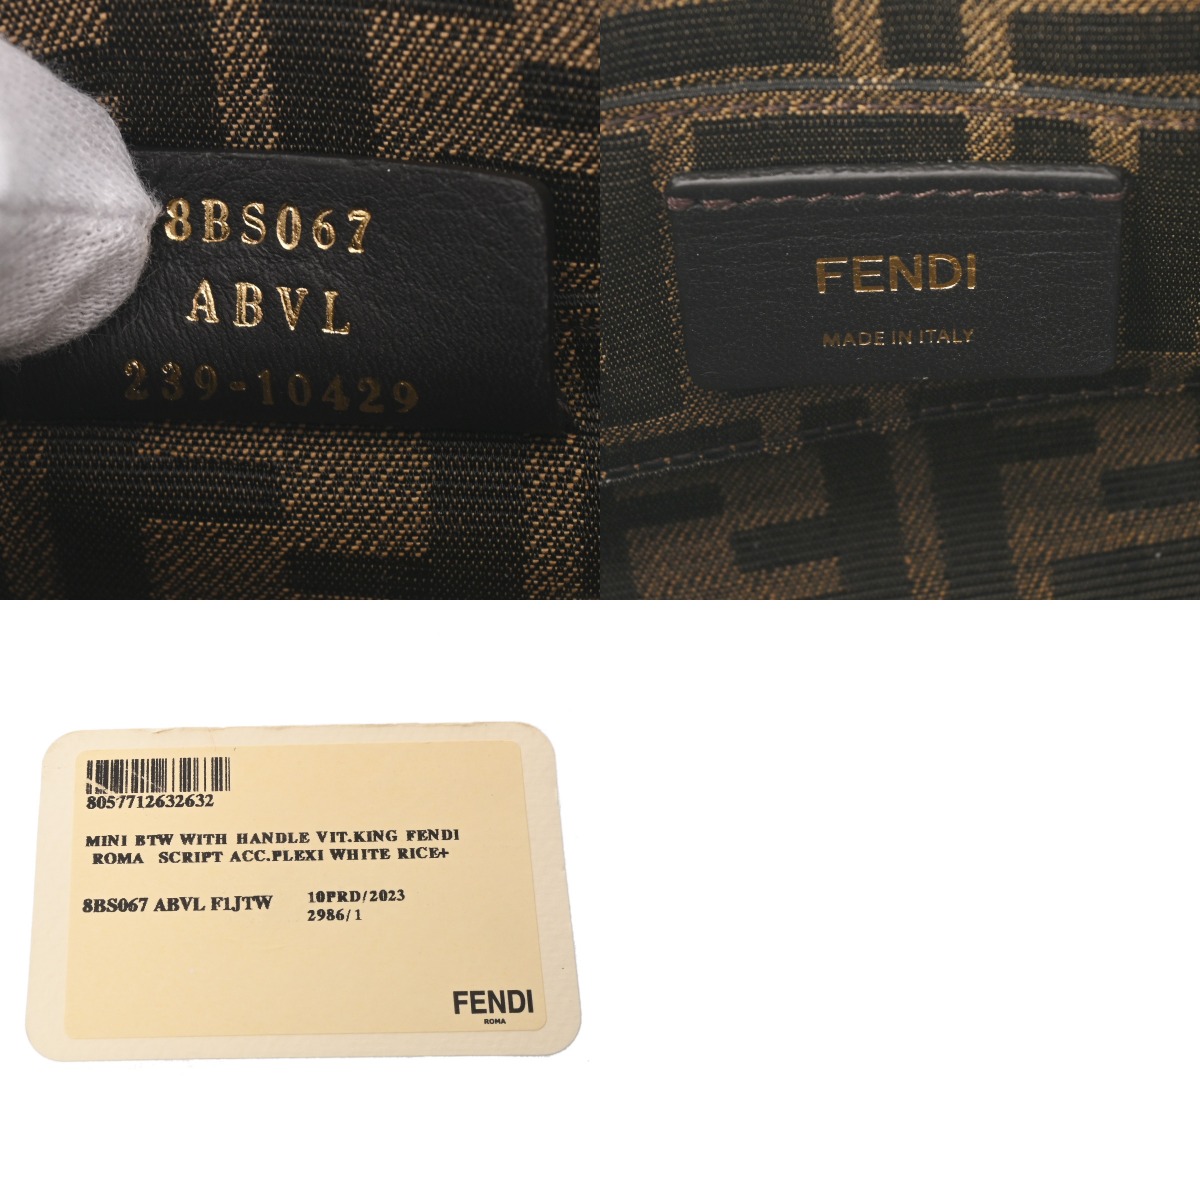 8BS067
ABVL
239-10429
FENDI
MADE IN ITALY
8057712632632
MINI BTW WITH HANDLE VIT.KING FENDI
ROMA SCRIPT ACC.PLEXI WHITE RICE+
8BS067 ABVL F1JTW
10PRD/2023
2986/1
FENDI
ROMA